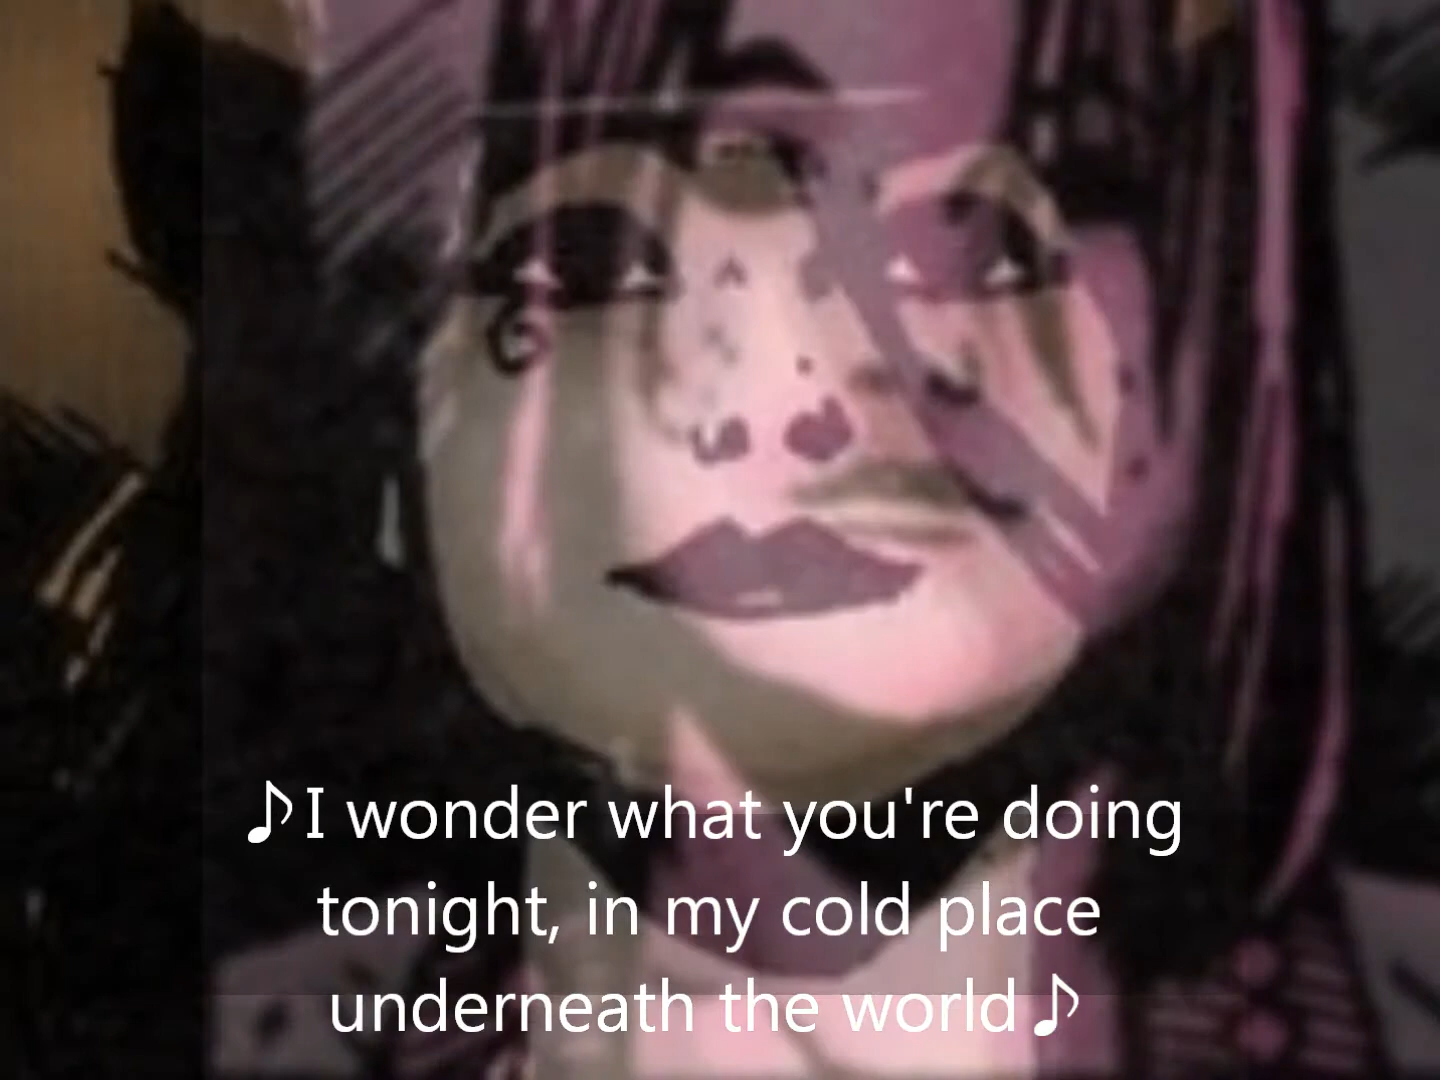 ♪I wonder what you're doing
tonight, in my cold place
underneath the world♪